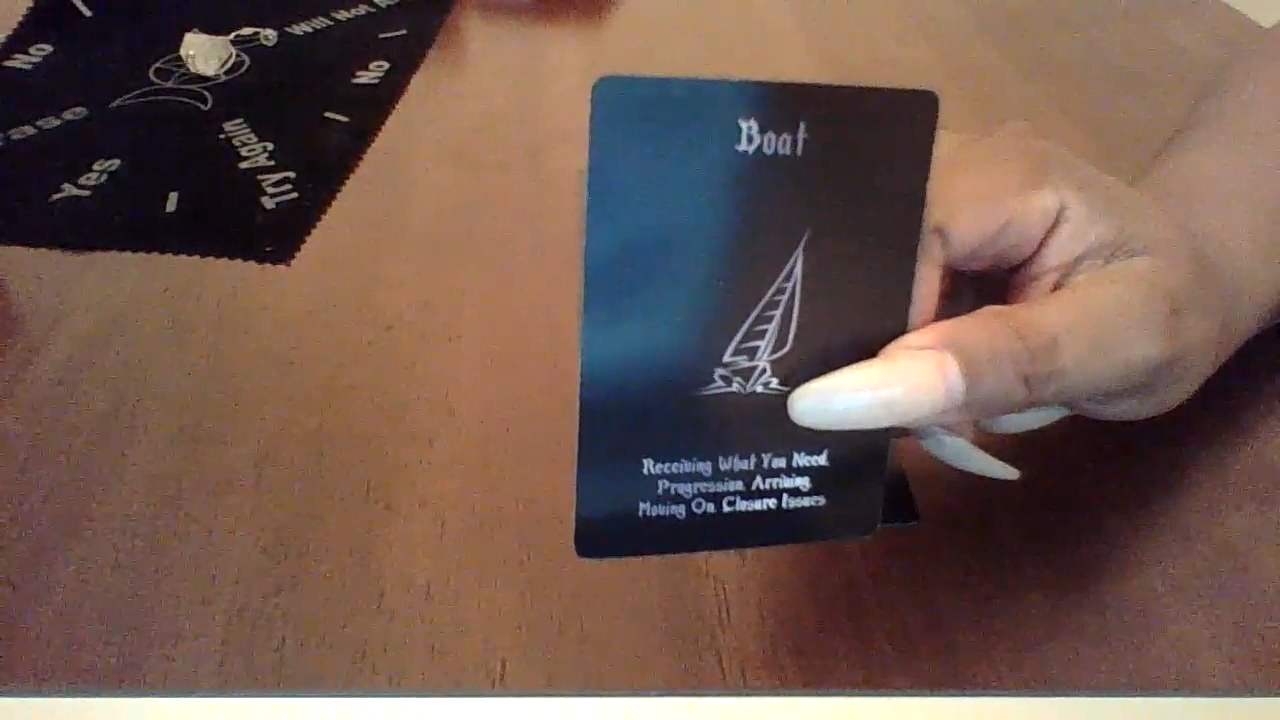 Boat
Receiving What You Need.
Progression. Arriving.
Moving On. Closure Issues
No
Will Not
No
Try Again
Yes